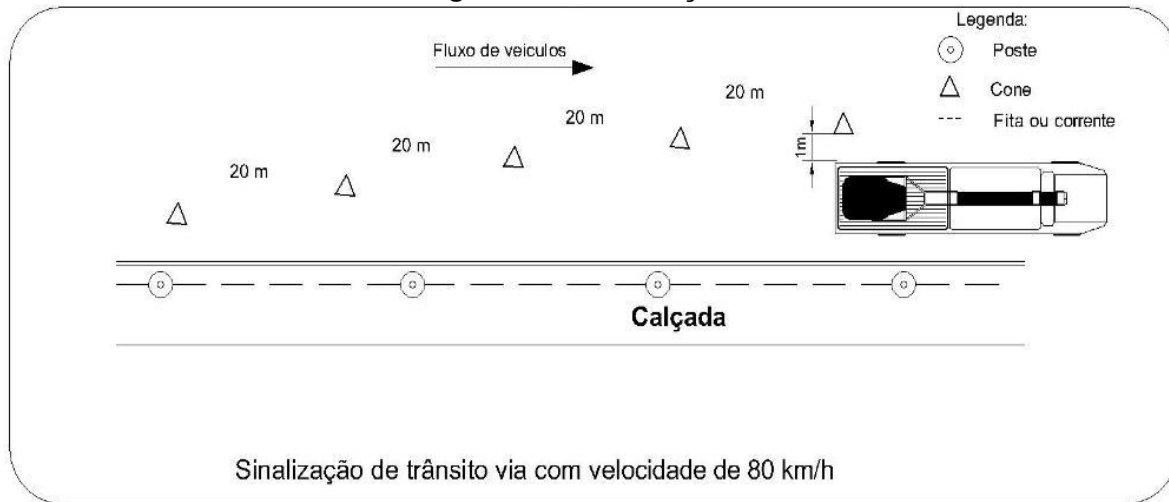 Legenda:
Fluxo de veiculos
Poste
20 m
Cone
20 m
Fita ou corrente
20 m
1m
20 m
Calçada
Sinalização de trânsito via com velocidade de 80 km/h